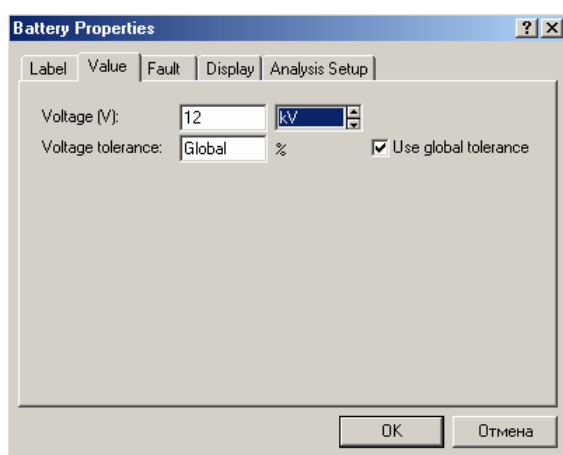 Battery Properties
Label Value Fault Display Analysis Setup
Voltage (V): 12 kV
Voltage tolerance: Global % Use global tolerance
OK Отмена